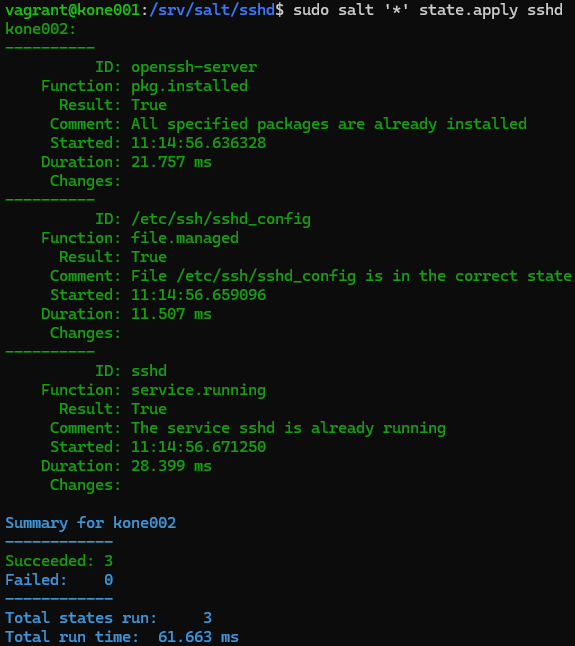 vagrant@kone001:/srv/salt/sshd$ sudo salt '*' state.apply sshd
kone002:
----------
          ID: openssh-server
    Function: pkg.installed
      Result: True
     Comment: All specified packages are already installed
     Started: 11:14:56.636328
    Duration: 21.757 ms
     Changes:
----------
          ID: /etc/ssh/sshd_config
    Function: file.managed
      Result: True
     Comment: File /etc/ssh/sshd_config is in the correct state
     Started: 11:14:56.659096
    Duration: 11.507 ms
     Changes:
----------
          ID: sshd
    Function: service.running
      Result: True
     Comment: The service sshd is already running
     Started: 11:14:56.671250
    Duration: 28.399 ms
     Changes:

Summary for kone002
------------
Succeeded: 3
Failed:    0
------------
Total states run:     3
Total run time:  61.663 ms